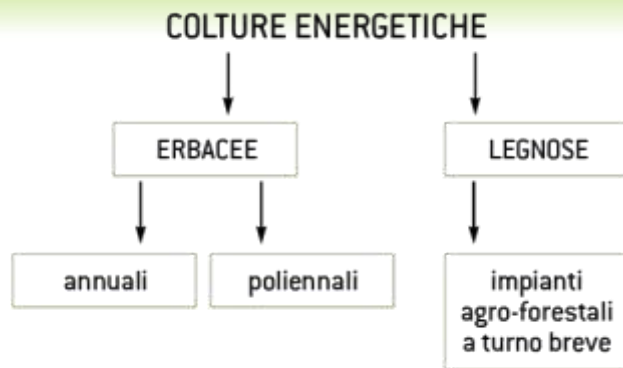 COLTURE ENERGETICHE
ERBACEE
LEGNOSE
annuali
poliennali
impianti
agro-forestali
a turno breve